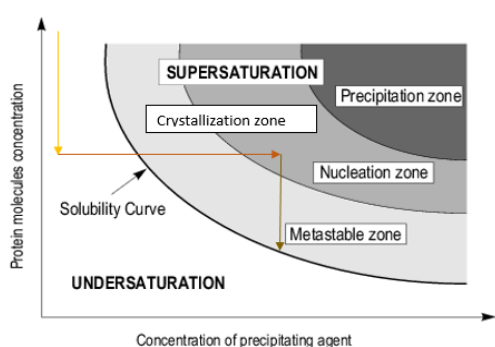 Protein molecules concentration
SUPERSATURATION
Precipitation zone
Crystallization zone
Nucleation zone
Solubility Curve
Metastable zone
UNDERSATURATION
Concentration of precipitating agent